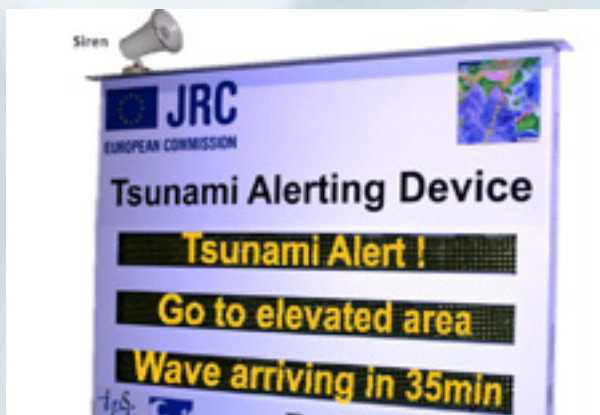 Siren
JRC
EUROPEAN COMMISSION
Tsunami Alerting Device
Tsunami Alert !
Go to elevated area
Wave arriving in 35min